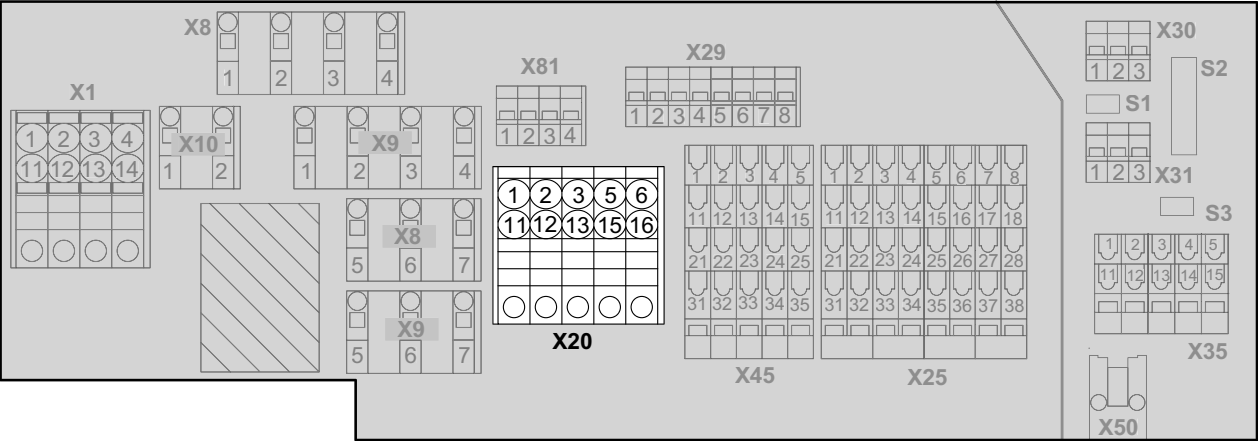 X8
1 2 3 4
X1
1 2 3 4
11 12 13 14
X10
1 2
X9
1 2 3 4
X8
5 6 7
X9
5 6 7
X81
1 2 3 4
X29
1 2 3 4 5 6 7 8
1 2 3 5 6
11 12 13 15 16
X20
1 2 3 4 5
11 12 13 14 15
21 22 23 24 25
31 32 33 34 35
X45
1 2 3 4 5 6 7 8
11 12 13 14 15 16 17 18
21 22 23 24 25 26 27 28
31 32 33 34 35 36 37 38
X25
X30
1 2 3
S2
S1
1 2 3
X31
S3
1 2 3 4 5
11 12 13 14 15
X35
X50